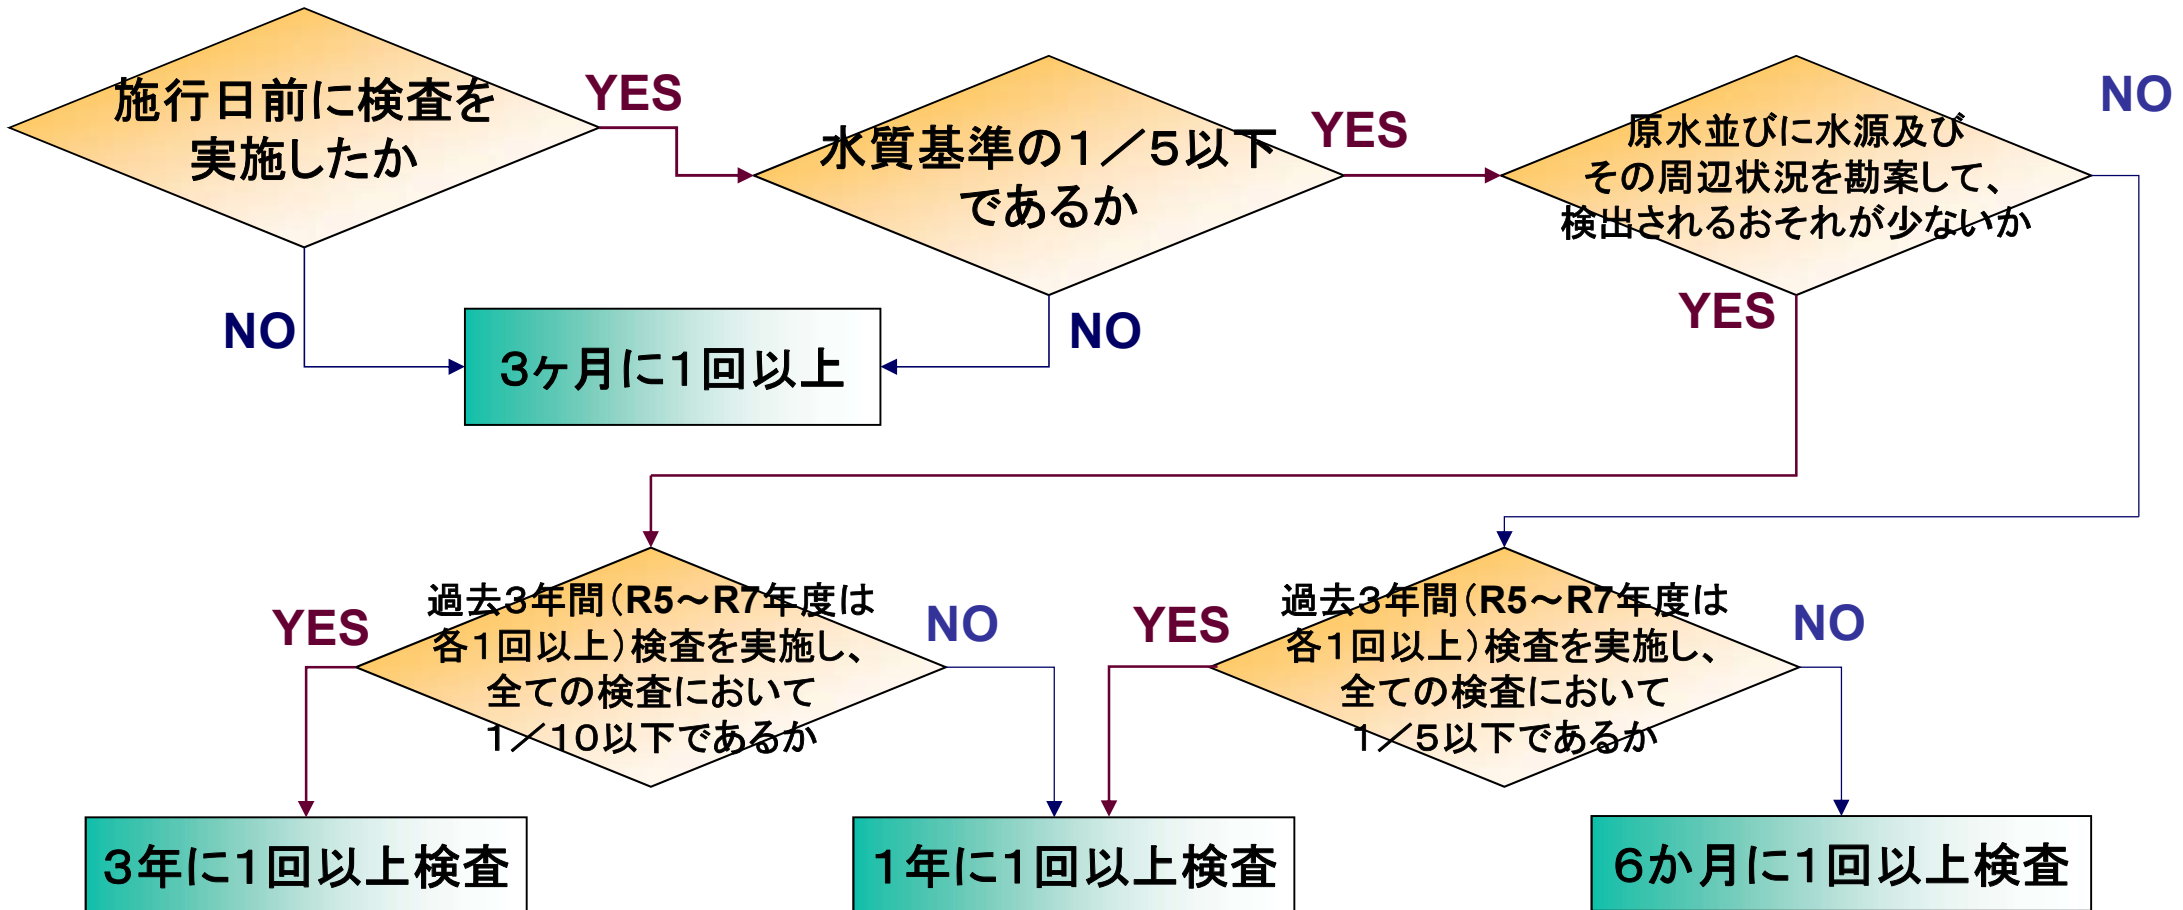 施行日前に検査を
実施したか
YES
水質基準の１／５以下
であるか
YES
原水並びに水源及び
その周辺状況を勘案して、
検出されるおそれが少ないか
NO
NO
３ヶ月に１回以上
NO
YES
YES
過去３年間（R5～R7年度は
各１回以上）検査を実施し、
全ての検査において
１／１０以下であるか
NO
YES
過去３年間（R5～R7年度は
各１回以上）検査を実施し、
全ての検査において
１／５以下であるか
NO
３年に１回以上検査
１年に１回以上検査
６か月に１回以上検査